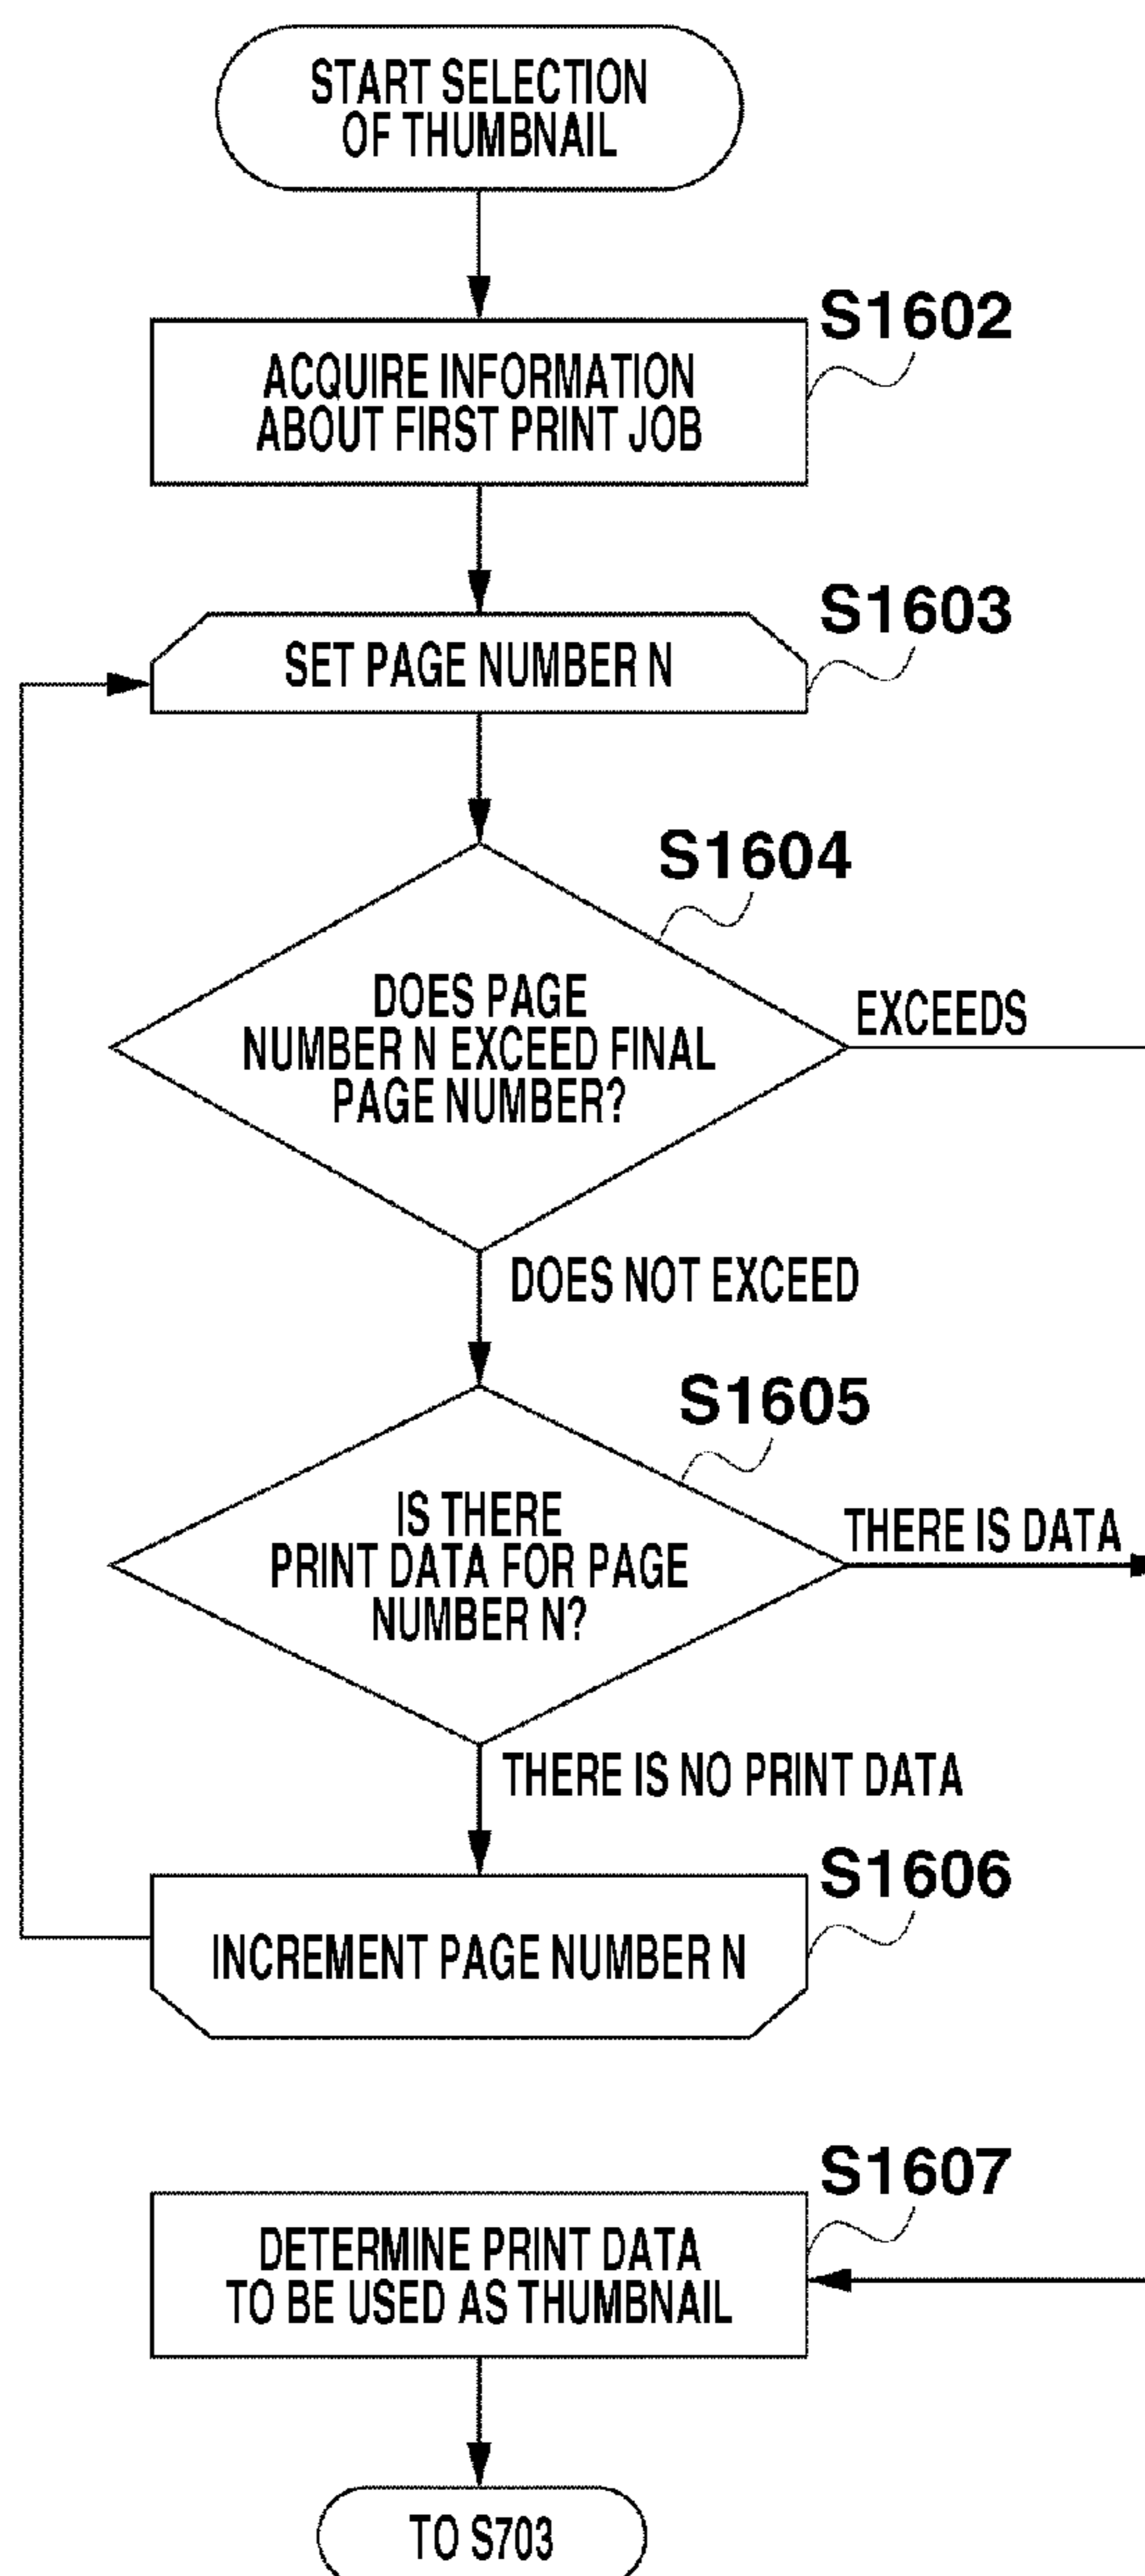 START SELECTION
OF THUMBNAIL
S1602
ACQUIRE INFORMATION
ABOUT FIRST PRINT JOB
S1603
SET PAGE NUMBER N
S1604
DOES PAGE
NUMBER N EXCEED FINAL
PAGE NUMBER?
EXCEEDS
DOES NOT EXCEED
S1605
IS THERE
PRINT DATA FOR PAGE
NUMBER N?
THERE IS DATA
THERE IS NO PRINT DATA
S1606
INCREMENT PAGE NUMBER N
S1607
DETERMINE PRINT DATA
TO BE USED AS THUMBNAIL
TO S703